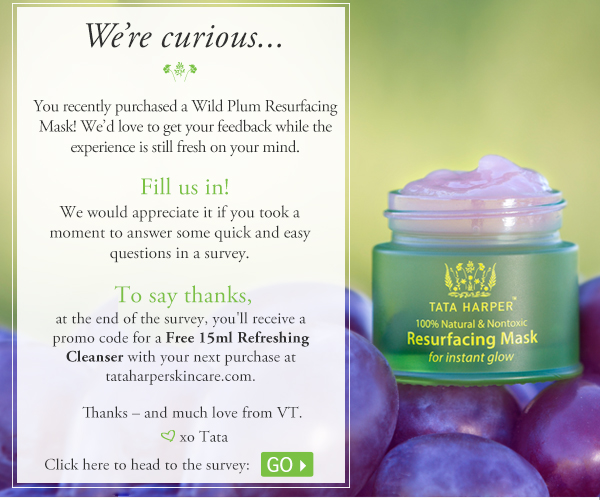 We're curious...
You recently purchased a Wild Plum Resurfacing
Mask! We'd love to get your feedback while the
experience is still fresh on your mind.
Fill us in!
We would appreciate it if you took a
moment to answer some quick and easy
questions in a survey.
To say thanks,
at the end of the survey, you'll receive a
promo code for a Free 15ml Refreshing
Cleanser with your next purchase at
tataharperskincare.com.
Thanks – and much love from VT.
xo Tata
Click here to head to the survey: GO
TATA HARPER™
100% Natural & Nontoxic
Resurfacing Mask
for instant glow